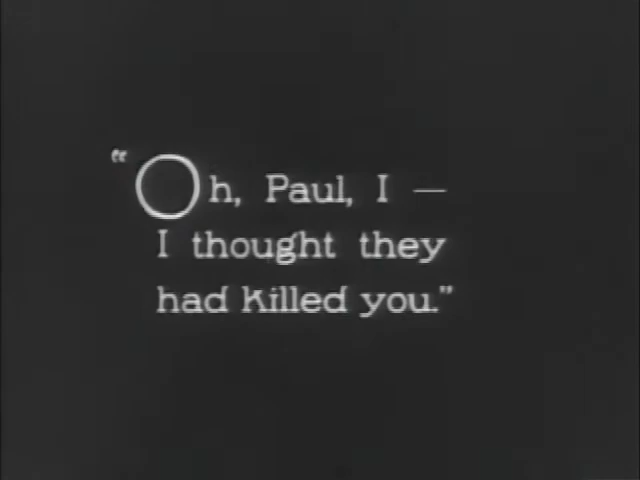 “Oh, Paul, I —
I thought they
had killed you.”